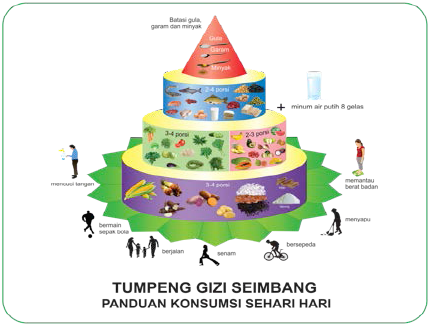 Batasi gula,
garam dan minyak
Gula
Garam
Minyak
2-4 porsi
+ minum air putih 8 gelas
3-4 porsi
2-3 porsi
mencuci tangan
3-4 porsi
memantau
berat badan
bermain
sepak bola
berjalan
senam
bersepeda
menyapu
TUMPENG GIZI SEIMBANG
PANDUAN KONSUMSI SEHARI HARI